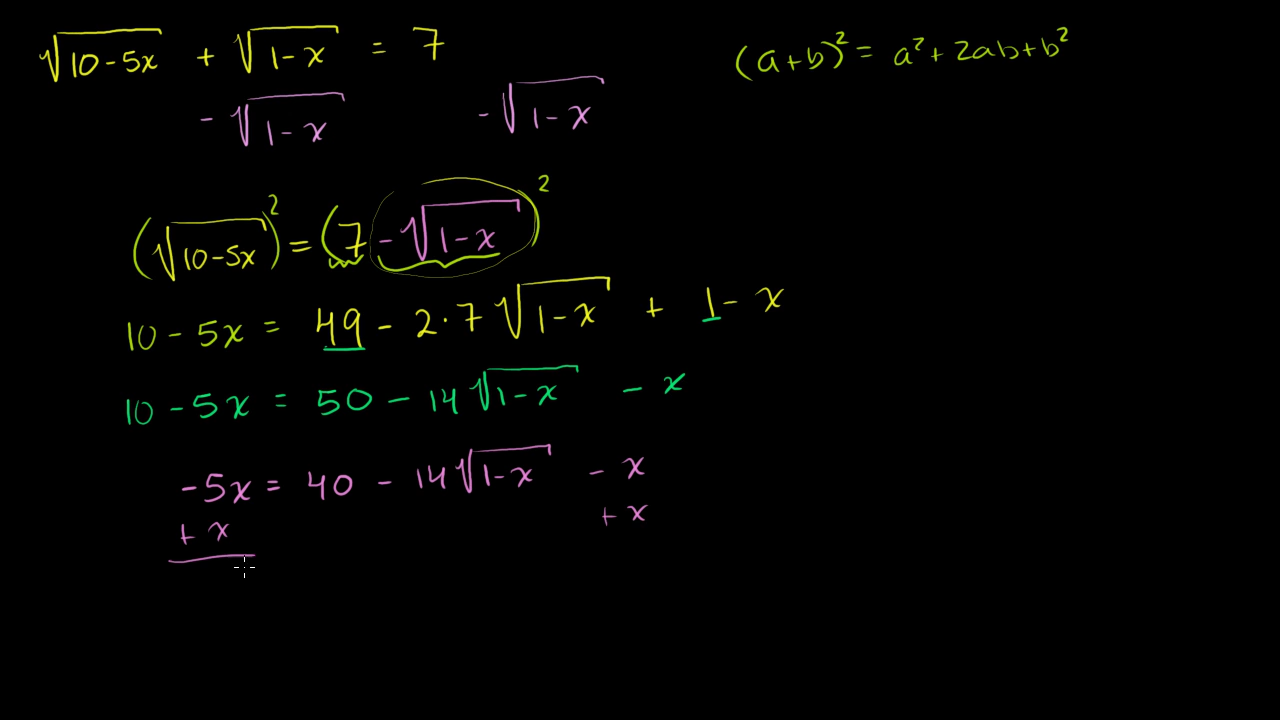 √(10-5x) + √(1-x) = 7
(a+b)² = a² + 2ab + b²
- √(1-x) - √(1-x)
(√(10-5x))² = (7 - √(1-x))²
10 - 5x = 49 - 2·7 √(1-x) + 1 - x
10 - 5x = 50 - 14√(1-x) - x
-5x = 40 - 14√(1-x) - x
+ x + x